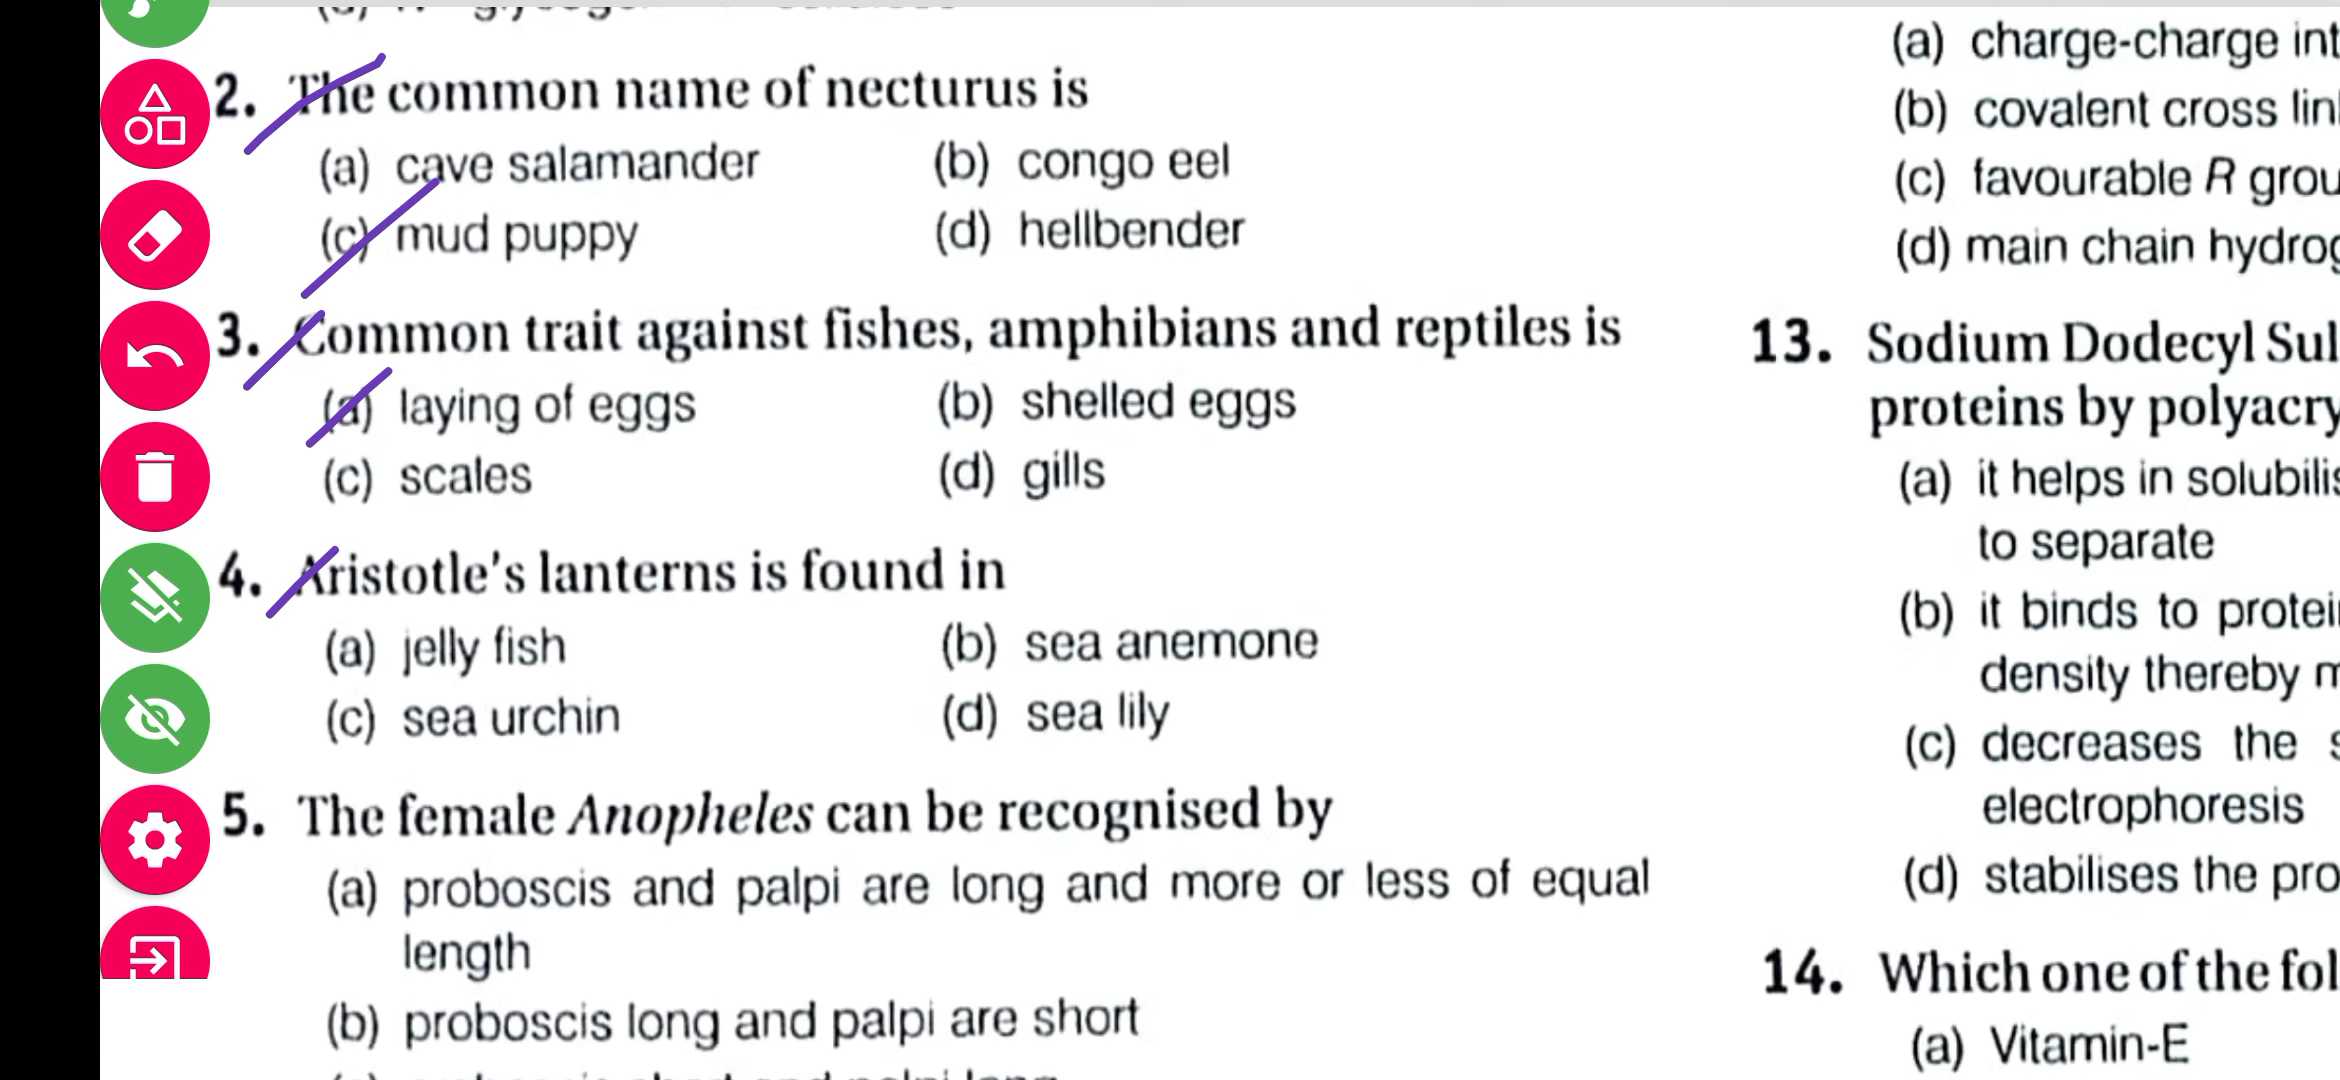 2. The common name of necturus is
(a) cave salamander (b) congo eel
(c) mud puppy (d) hellbender
3. Common trait against fishes, amphibians and reptiles is
(a) laying of eggs (b) shelled eggs
(c) scales (d) gills
4. Aristotle's lanterns is found in
(a) jelly fish (b) sea anemone
(c) sea urchin (d) sea lily
5. The female Anopheles can be recognised by
(a) proboscis and palpi are long and more or less of equal
length
(b) proboscis long and palpi are short
(a) charge-charge int
(b) covalent cross lin
(c) favourable R grou
(d) main chain hydrog
13. Sodium Dodecyl Sul
proteins by polyacry
(a) it helps in solubilis
to separate
(b) it binds to protei
density thereby m
(c) decreases the s
electrophoresis
(d) stabilises the pro
14. Which one of the fol
(a) Vitamin-E